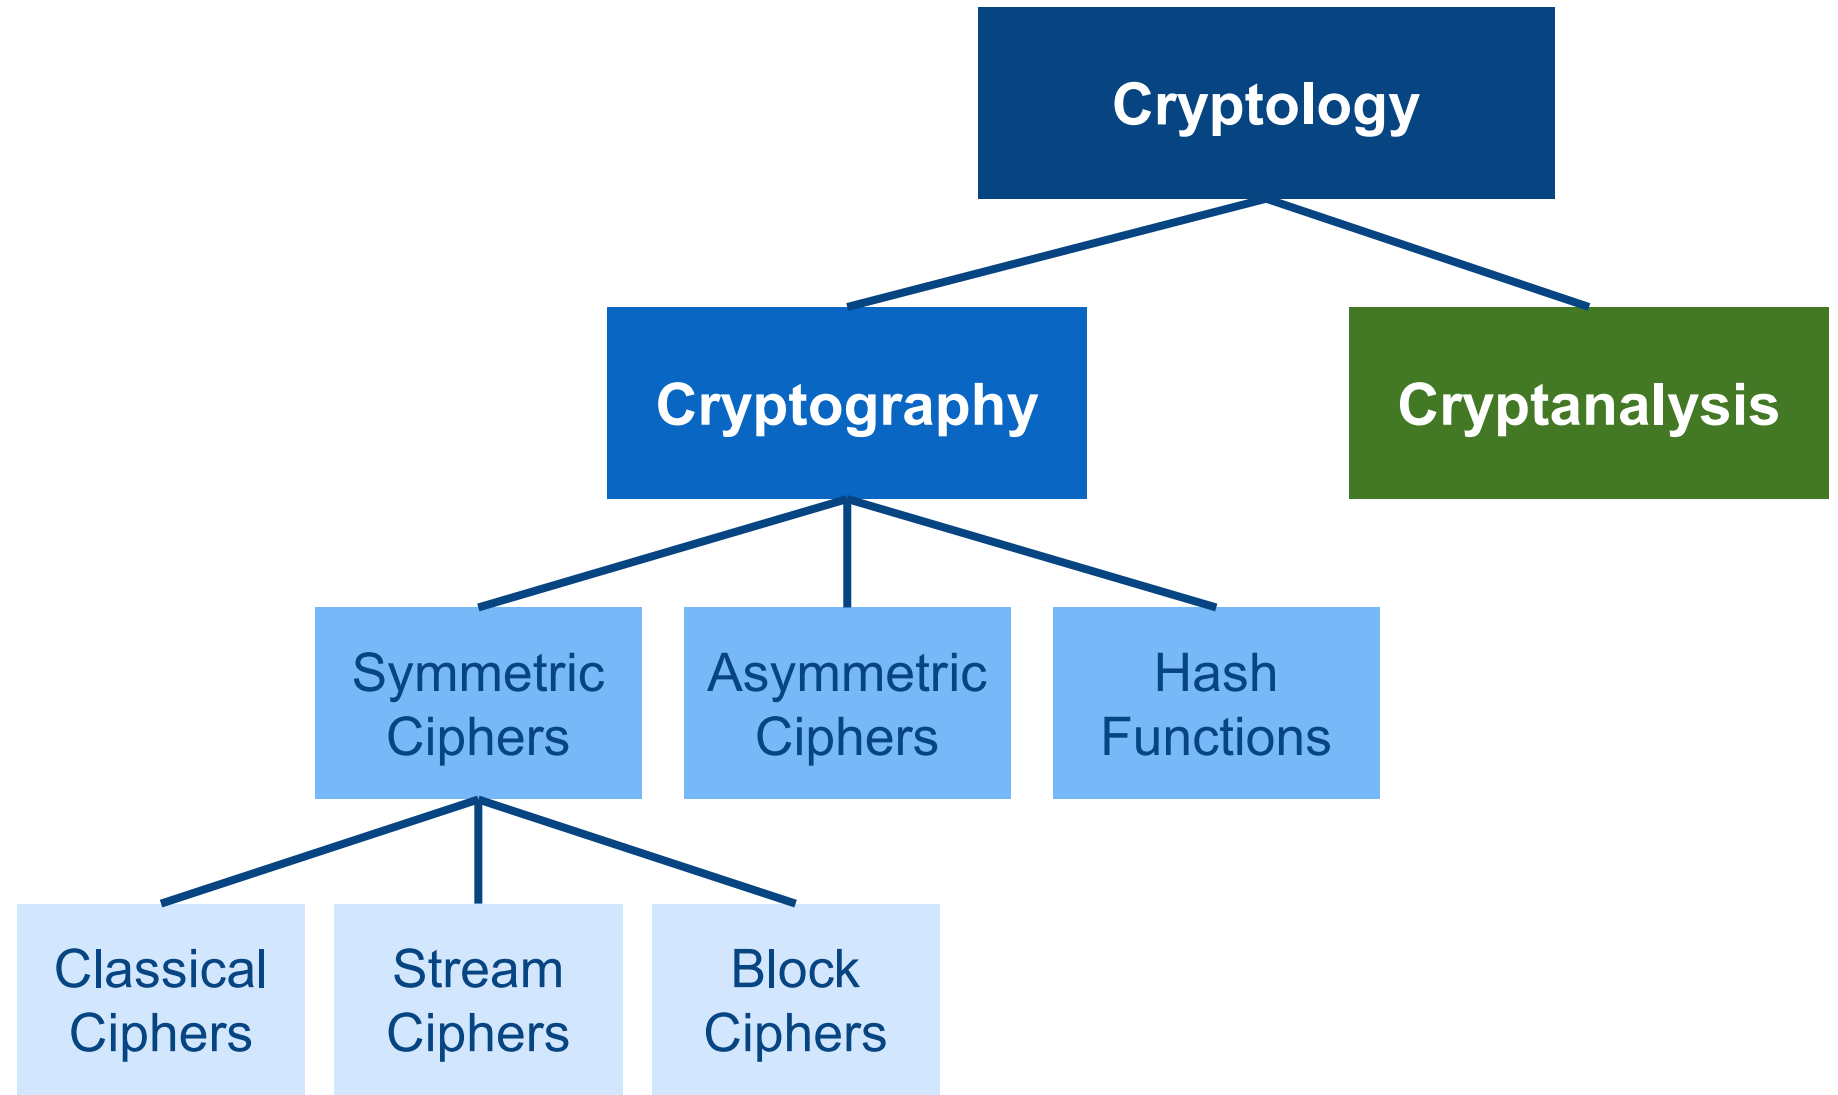 Cryptology
Cryptography
Cryptanalysis
Symmetric
Ciphers
Asymmetric
Ciphers
Hash
Functions
Classical
Ciphers
Stream
Ciphers
Block
Ciphers